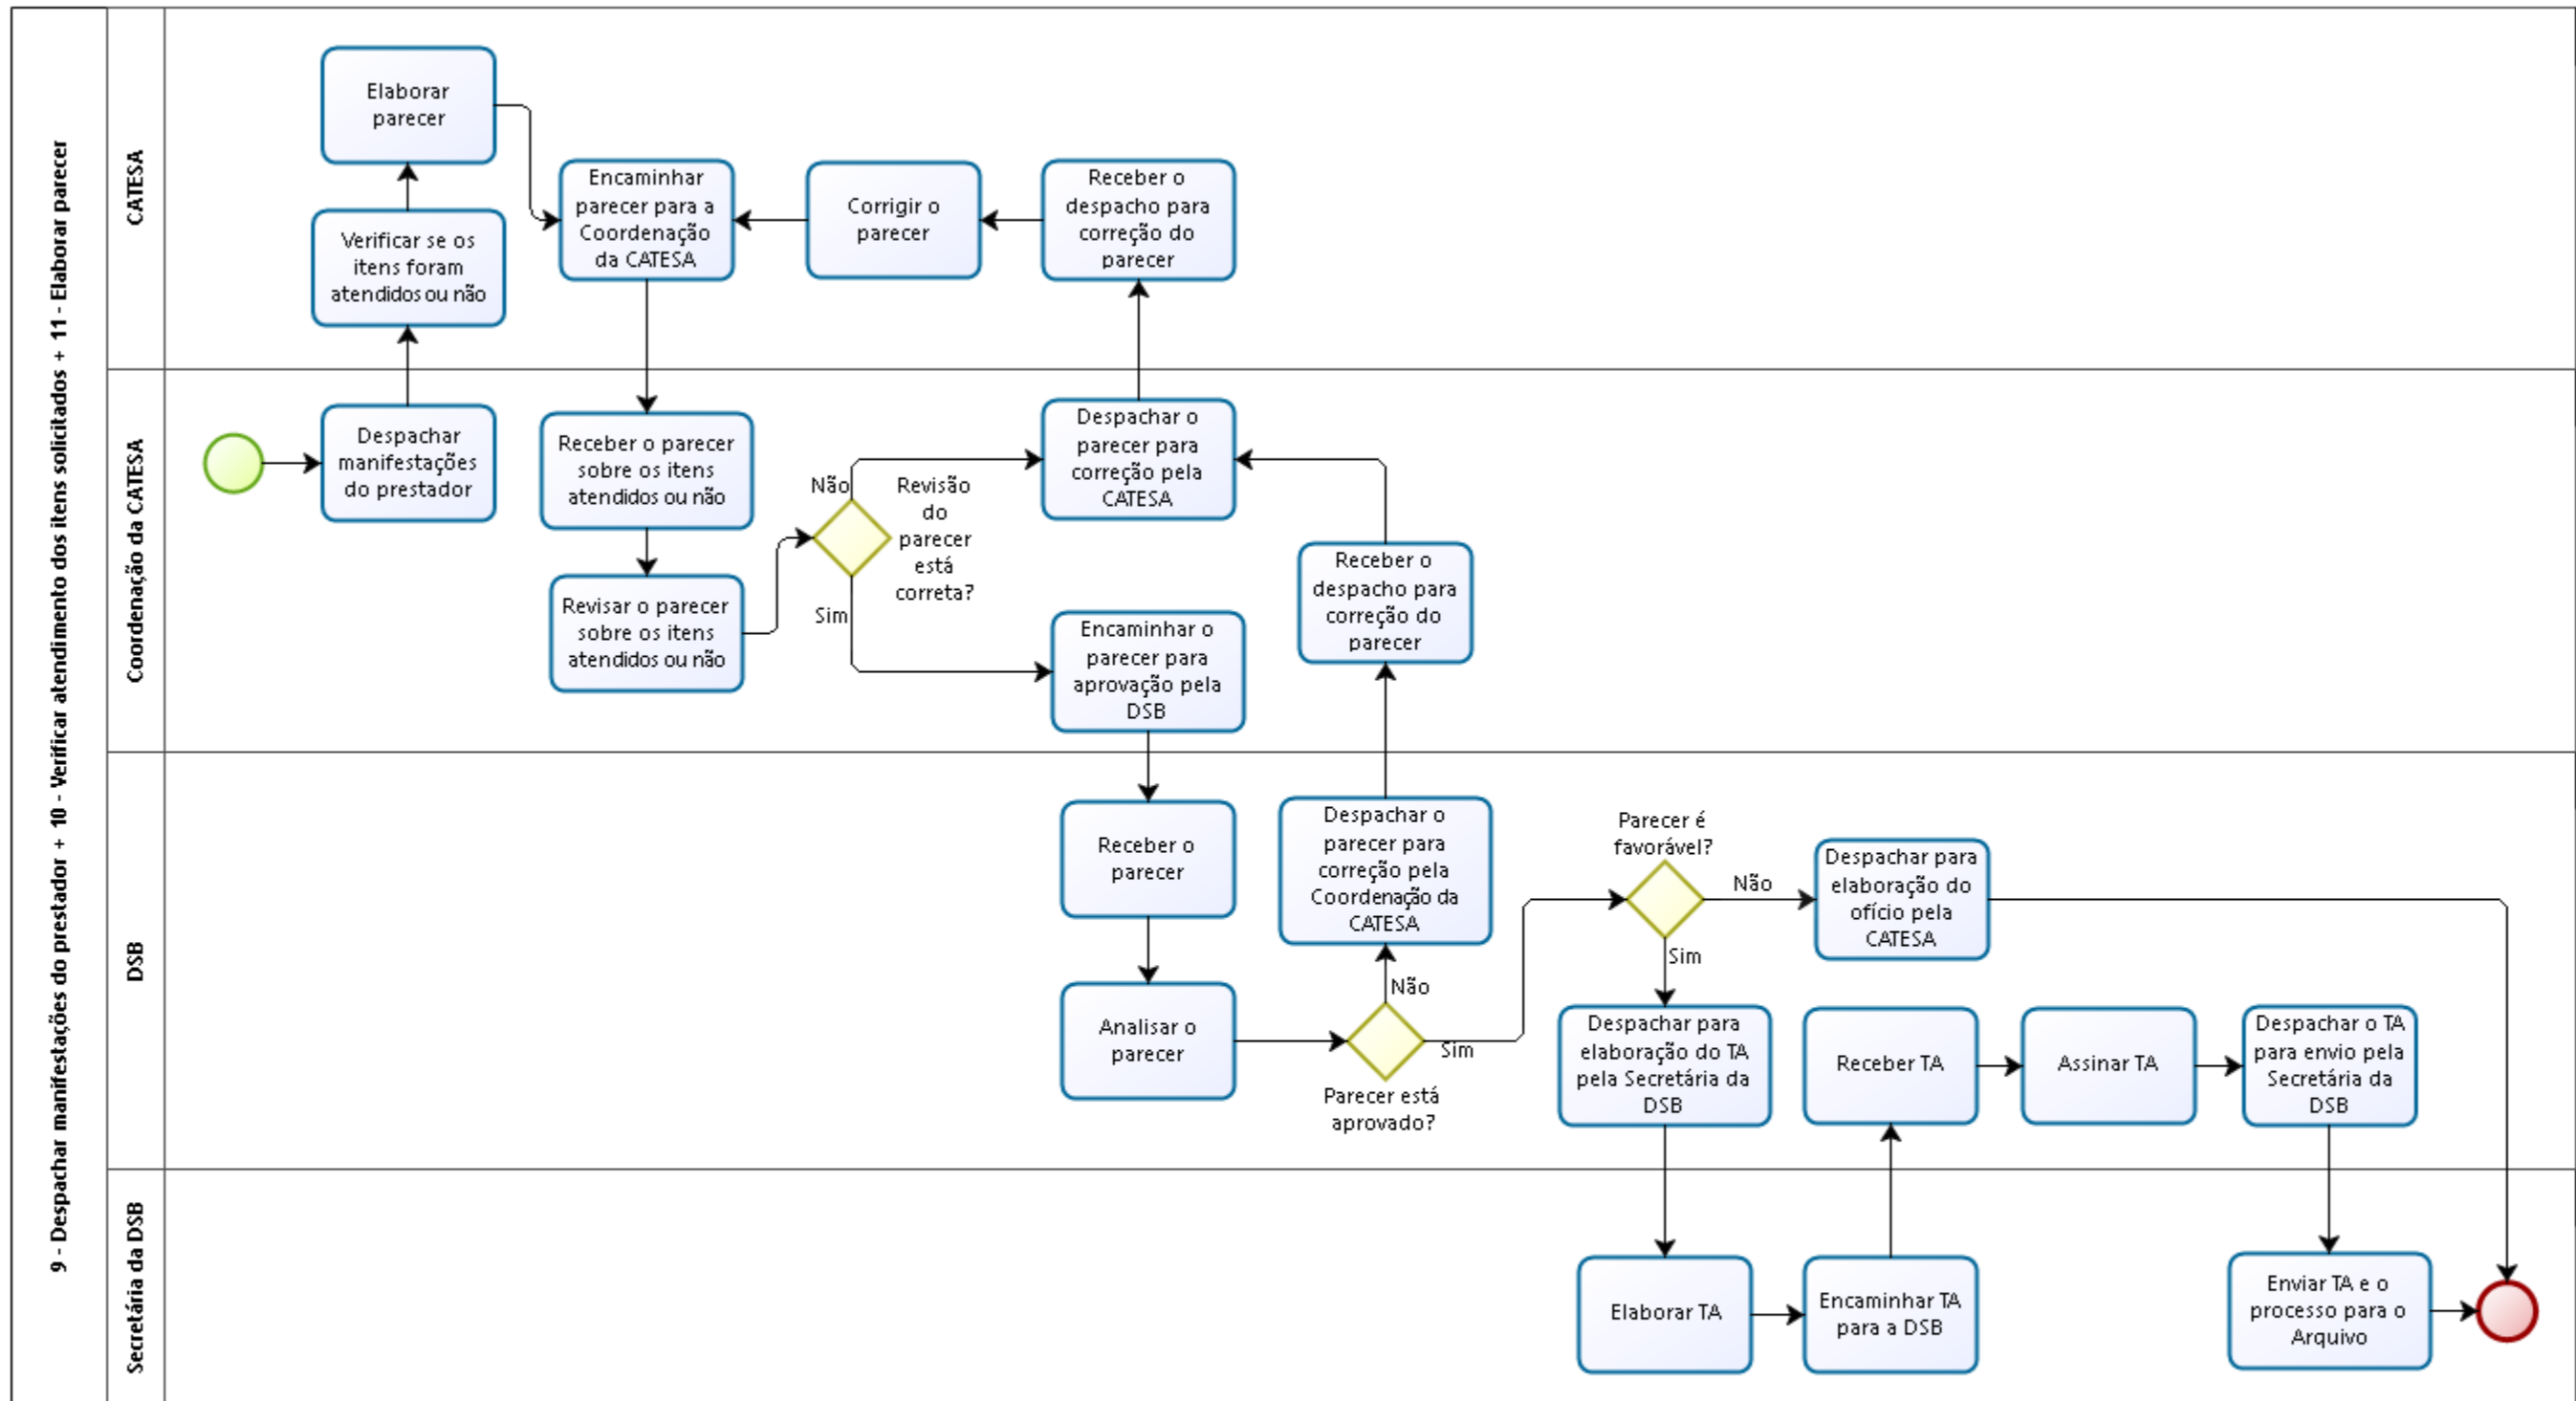 9 - Despachar manifestações do prestador + 10 - Verificar atendimento dos itens solicitados + 11 - Elaborar parecer
CATESA
Elaborar
parecer
Verificar se os
itens foram
atendidos ou não
Encaminhar
parecer para a
Coordenação
da CATESA
Corrigir o
parecer
Receber o
despacho para
correção do
parecer
Coordenação da CATESA
Despachar
manifestações
do prestador
Receber o parecer
sobre os itens
atendidos ou não
Revisar o parecer
sobre os itens
atendidos ou não
Não
Revisão
do
parecer
está
correta?
Sim
Despachar o
parecer para
correção pela
CATESA
Encaminhar o
parecer para
aprovação pela
DSB
Receber o
despacho para
correção do
parecer
DSB
Receber o
parecer
Analisar o
parecer
Despachar o
parecer para
correção pela
Coordenação da
CATESA
Não
Sim
Parecer está
aprovado?
Parecer é
favorável?
Não
Sim
Despachar para
elaboração do
ofício pela
CATESA
Despachar para
elaboração do TA
pela Secretária da
DSB
Receber TA
Assinar TA
Despachar o TA
para envio pela
Secretária da
DSB
Secretária da DSB
Elaborar TA
Encaminhar TA
para a DSB
Enviar TA e o
processo para o
Arquivo